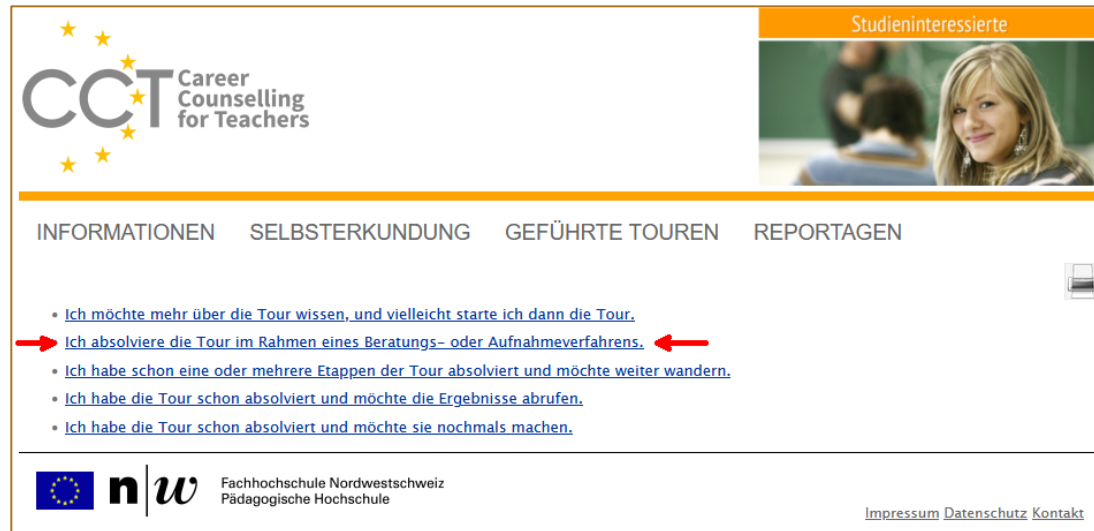 Studieninteressierte
CCT Career
Counselling
for Teachers
INFORMATIONEN SELBSTERKUNDUNG GEFÜHRTE TOUREN REPORTAGEN
Ich möchte mehr über die Tour wissen, und vielleicht starte ich dann die Tour.
Ich absolviere die Tour im Rahmen eines Beratungs- oder Aufnahmeverfahrens.
Ich habe schon eine oder mehrere Etappen der Tour absolviert und möchte weiter wandern.
Ich habe die Tour schon absolviert und möchte die Ergebnisse abrufen.
Ich habe die Tour schon absolviert und möchte sie nochmals machen.
n|w Fachhochschule Nordwestschweiz
Pädagogische Hochschule
Impressum Datenschutz Kontakt